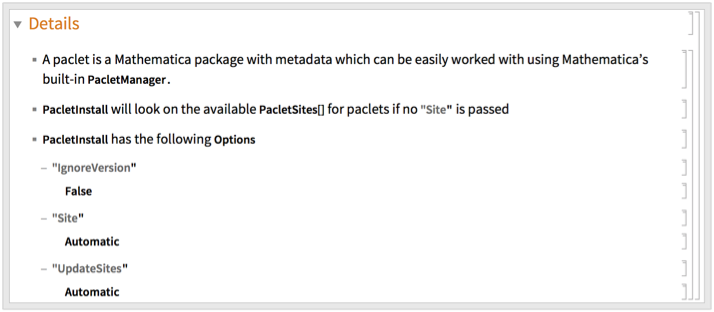 Details
A paclet is a Mathematica package with metadata which can be easily worked with using Mathematica's
built-in PacletManager.
PacletInstall will look on the available PacletSites[] for paclets if no "Site" is passed
PacletInstall has the following Options
– "IgnoreVersion"
False
– "Site"
Automatic
– "UpdateSites"
Automatic